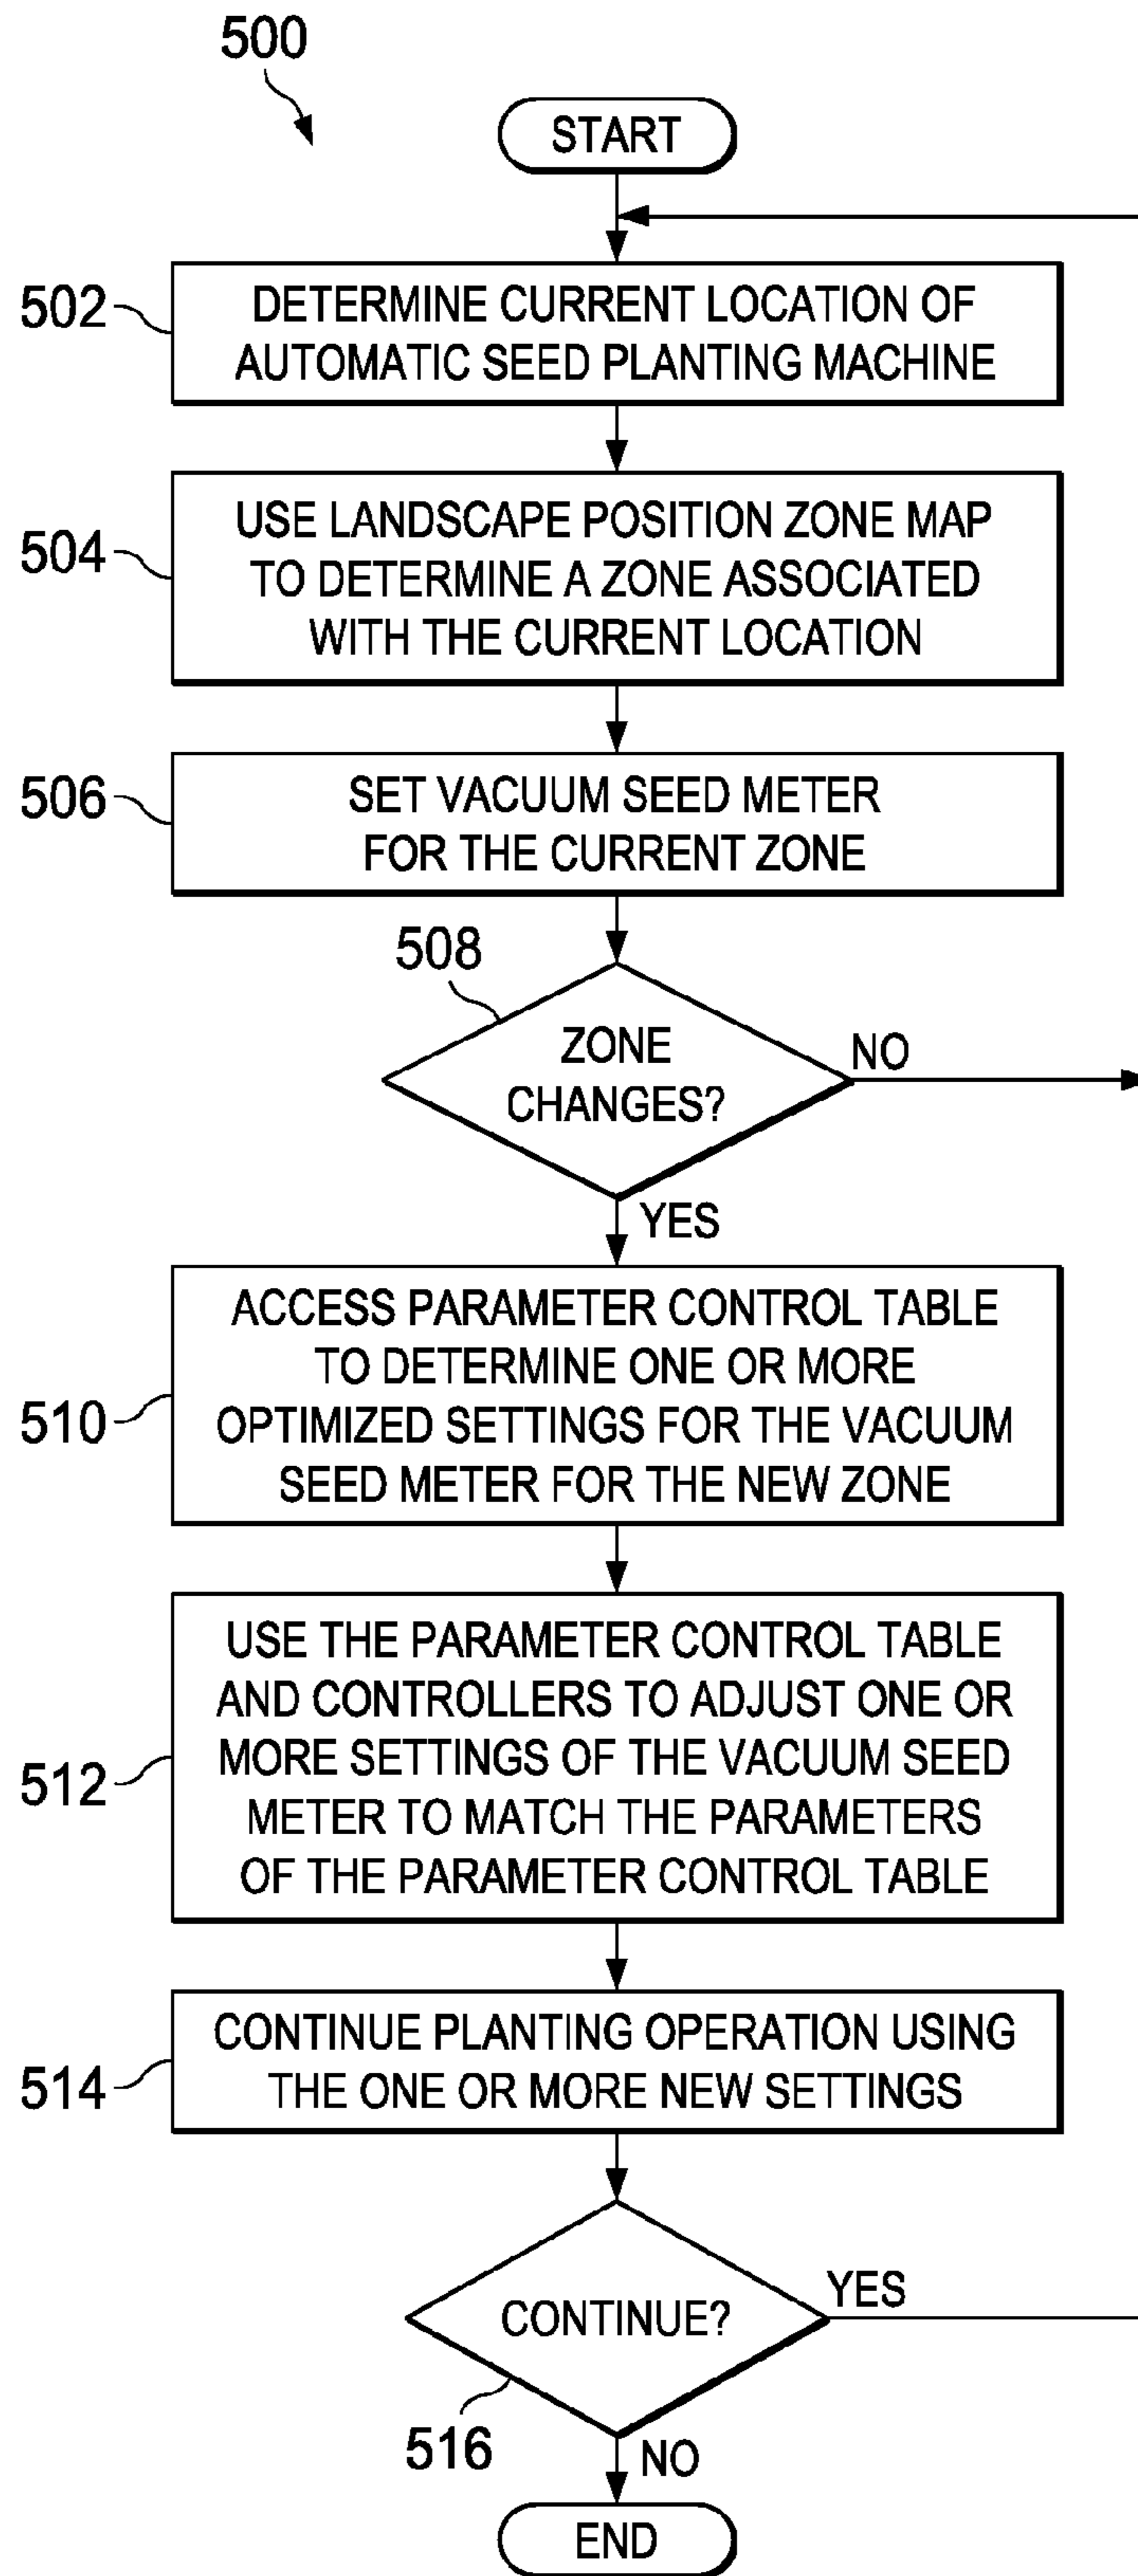 500
START
502
DETERMINE CURRENT LOCATION OF
AUTOMATIC SEED PLANTING MACHINE
504
USE LANDSCAPE POSITION ZONE MAP
TO DETERMINE A ZONE ASSOCIATED
WITH THE CURRENT LOCATION
506
SET VACUUM SEED METER
FOR THE CURRENT ZONE
508
ZONE
CHANGES?
NO
YES
510
ACCESS PARAMETER CONTROL TABLE
TO DETERMINE ONE OR MORE
OPTIMIZED SETTINGS FOR THE VACUUM
SEED METER FOR THE NEW ZONE
512
USE THE PARAMETER CONTROL TABLE
AND CONTROLLERS TO ADJUST ONE OR
MORE SETTINGS OF THE VACUUM SEED
METER TO MATCH THE PARAMETERS
OF THE PARAMETER CONTROL TABLE
514
CONTINUE PLANTING OPERATION USING
THE ONE OR MORE NEW SETTINGS
CONTINUE?
YES
516
NO
END